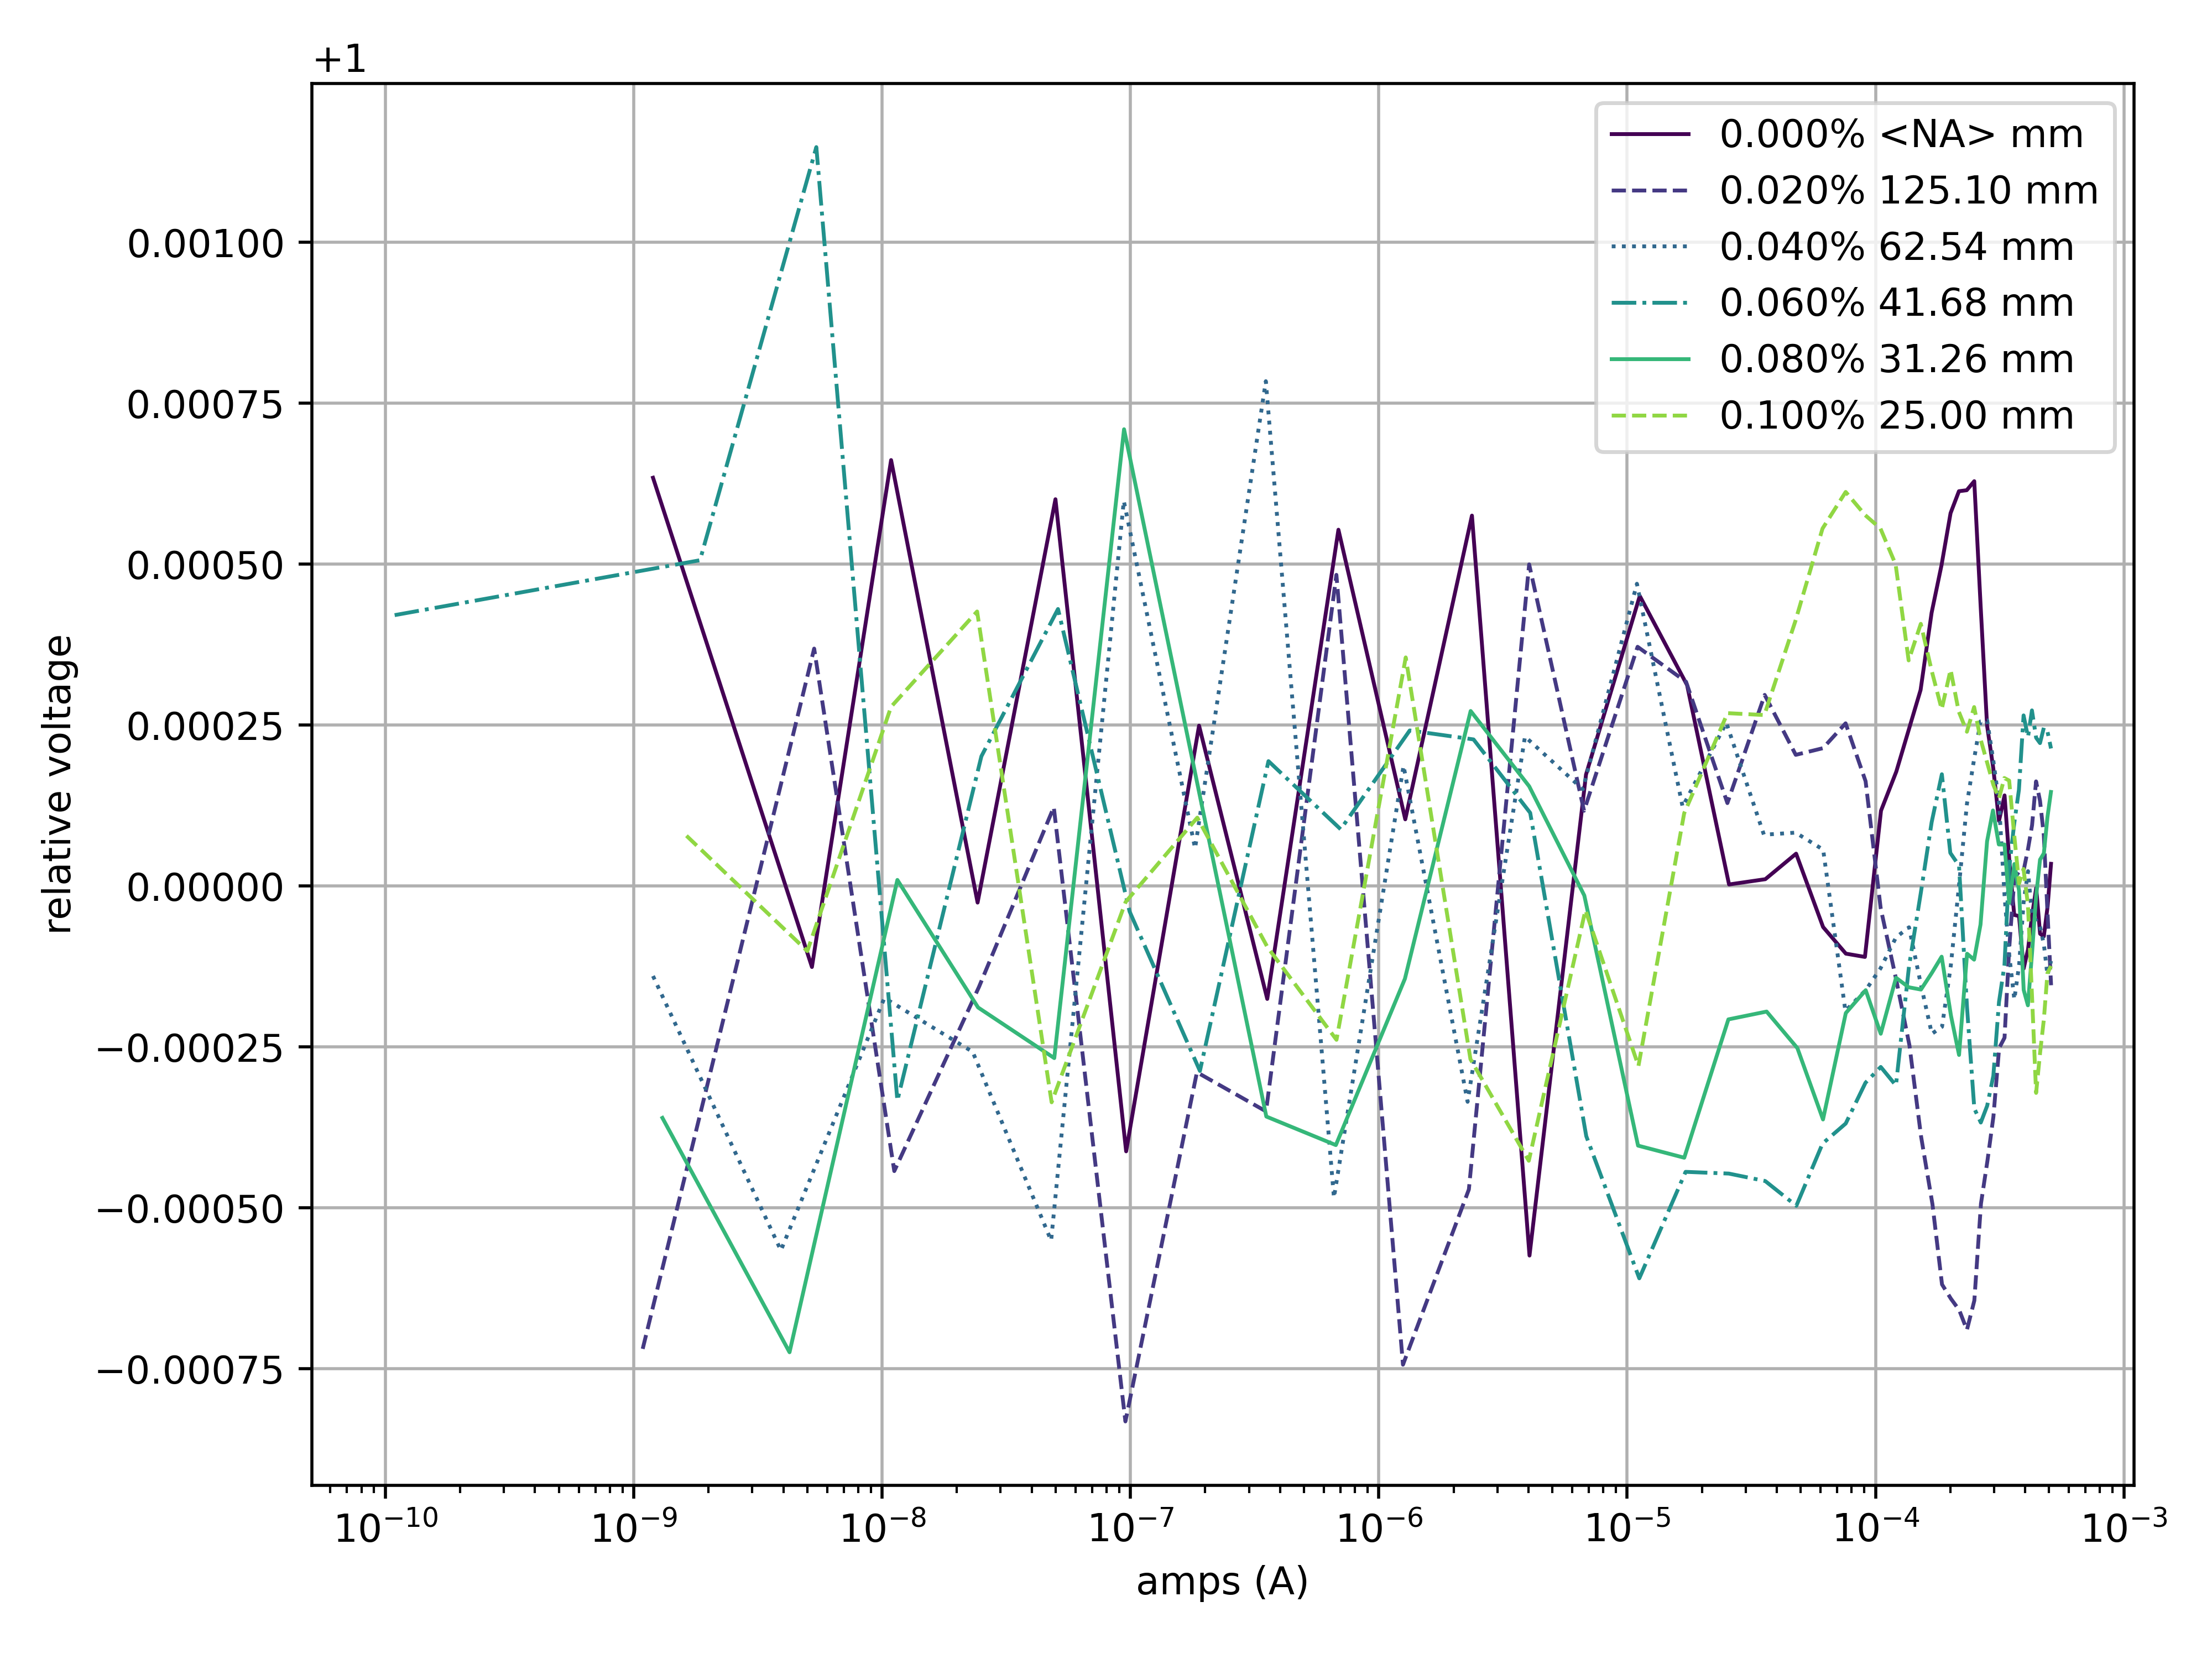 +1
0.000% <NA> mm
0.020% 125.10 mm
0.040% 62.54 mm
0.060% 41.68 mm
0.080% 31.26 mm
0.100% 25.00 mm
0.00100
0.00075
0.00050
0.00025
0.00000
−0.00025
−0.00050
−0.00075
relative voltage
10⁻¹⁰ 10⁻⁹ 10⁻⁸ 10⁻⁷ 10⁻⁶ 10⁻⁵ 10⁻⁴ 10⁻³
amps (A)